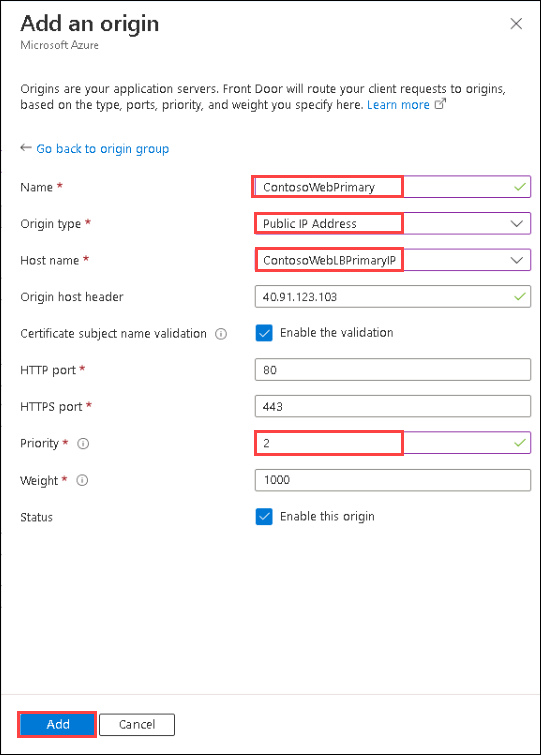 Add an origin
Microsoft Azure
Origins are your application servers. Front Door will route your client requests to origins,
based on the type, ports, priority, and weight you specify here. Learn more
Go back to origin group
Name * ContosoWebPrimary
Origin type * Public IP Address
Host name * ContosoWebLBPrimaryIP
Origin host header 40.91.123.103
Certificate subject name validation Enable the validation
HTTP port * 80
HTTPS port * 443
Priority * 2
Weight * 1000
Status Enable this origin
Add Cancel